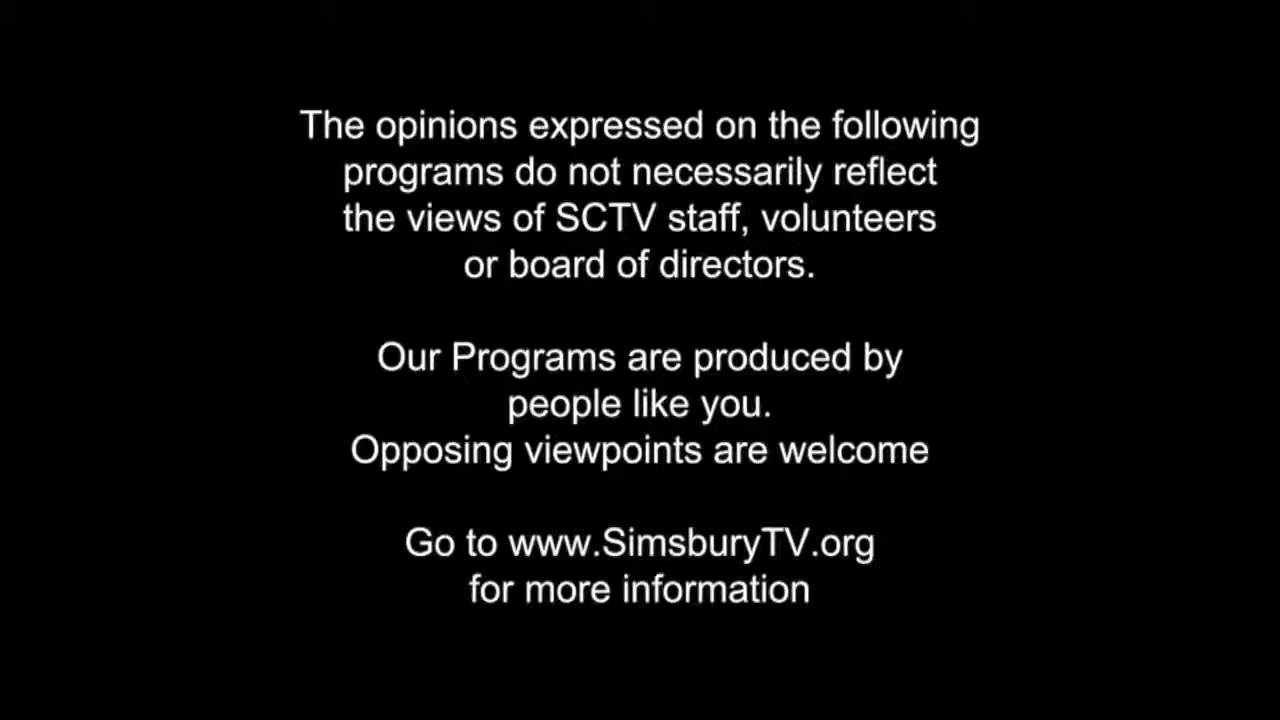 The opinions expressed on the following
programs do not necessarily reflect
the views of SCTV staff, volunteers
or board of directors.
Our Programs are produced by
people like you.
Opposing viewpoints are welcome
Go to www.SimsburyTV.org
for more information